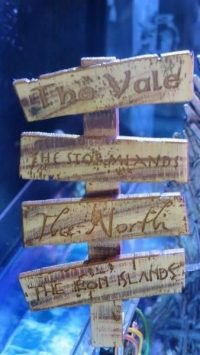 The Vale
THE STORMLANDS
The North
THE IRON ISLANDS